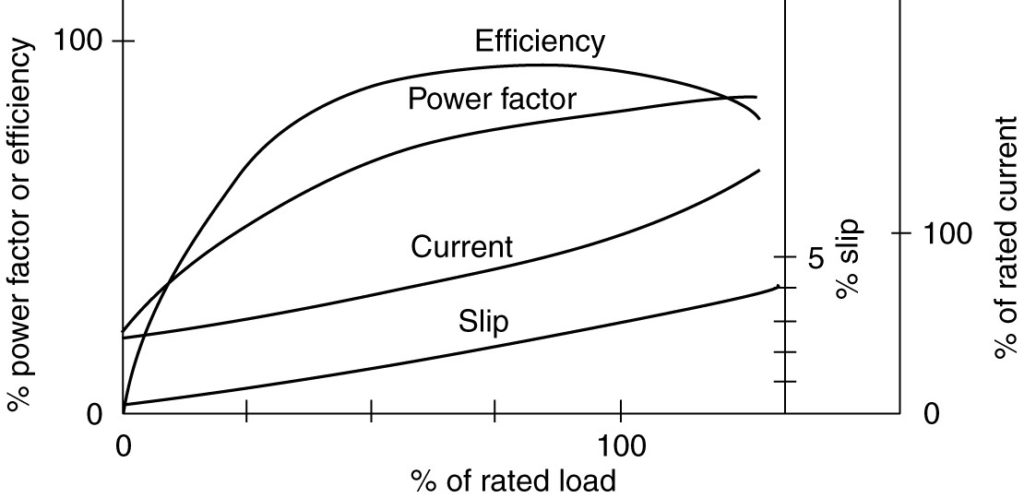 100
Efficiency
Power factor
Current
Slip
% power factor or efficiency
0
0
100
% of rated load
5
% slip
100
0
% of rated current